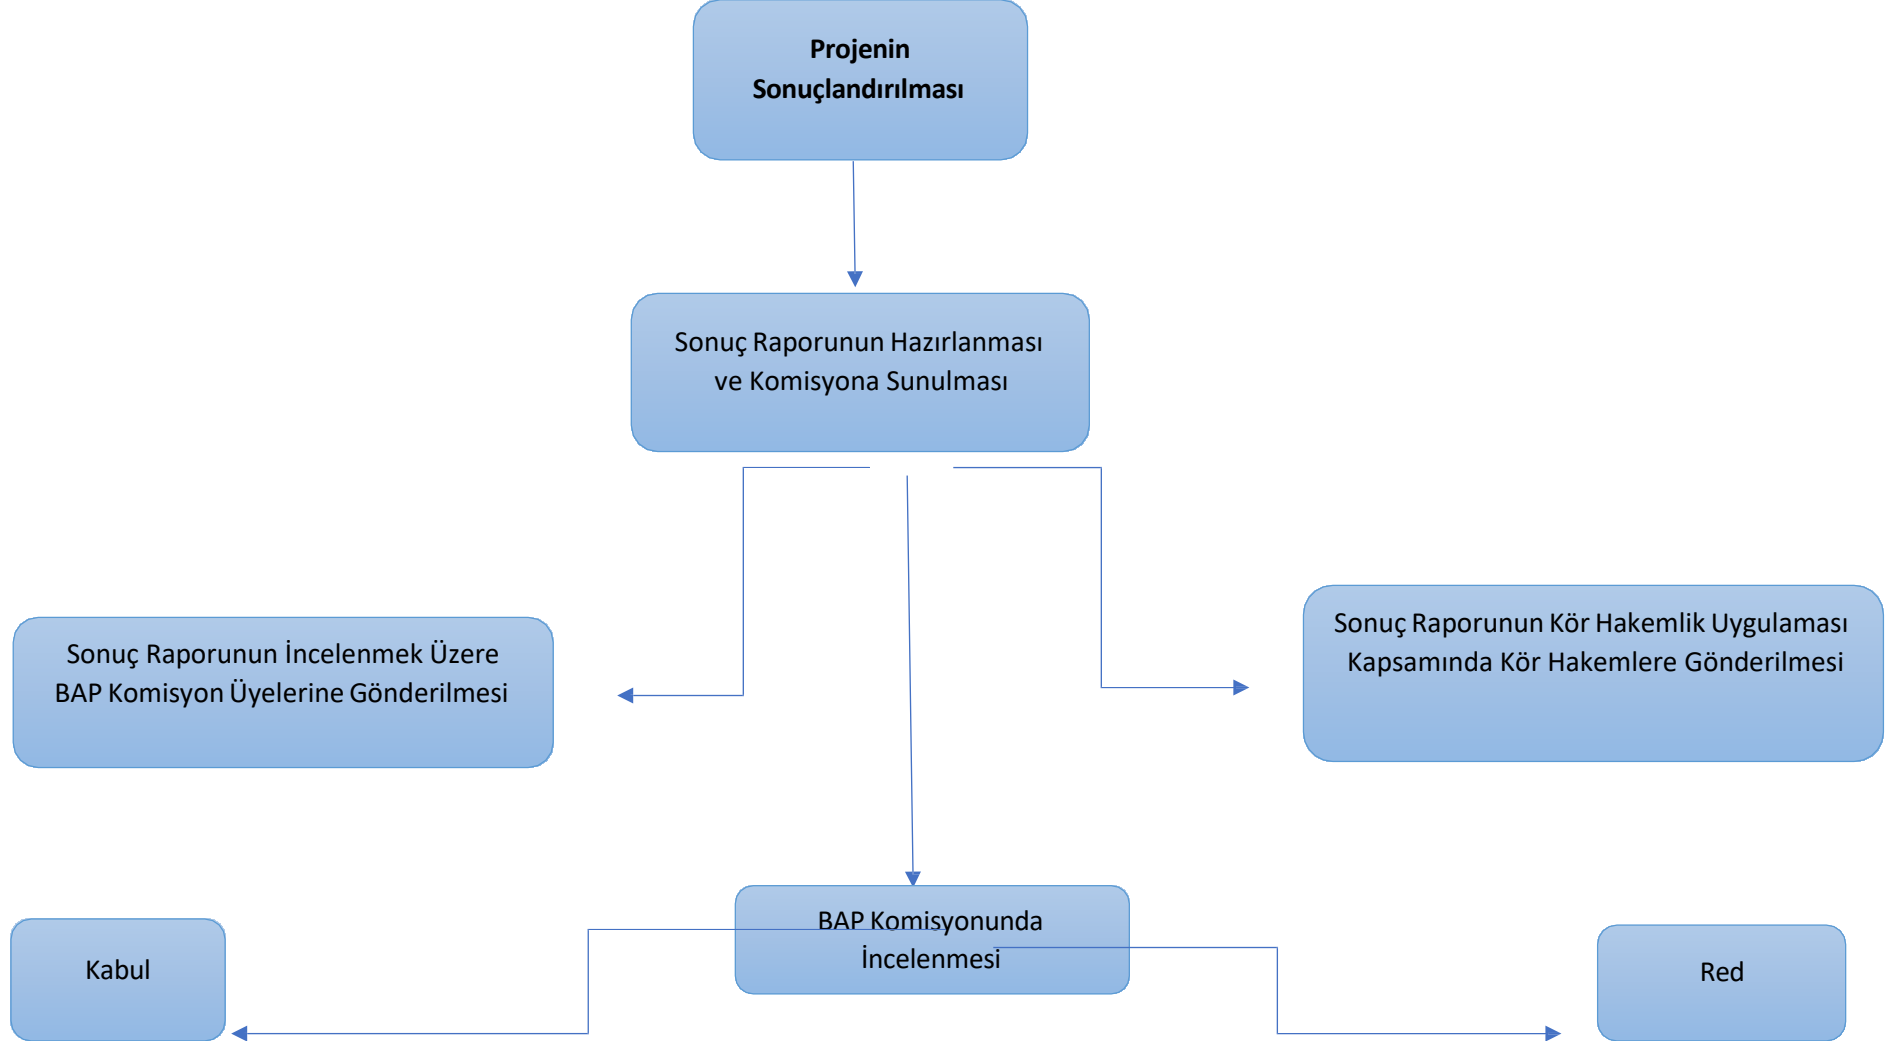 Projenin
Sonuçlandırılması
Sonuç Raporunun Hazırlanması
ve Komisyona Sunulması
Sonuç Raporunun İncelenmek Üzere
BAP Komisyon Üyelerine Gönderilmesi
Sonuç Raporunun Kör Hakemlik Uygulaması
Kapsamında Kör Hakemlere Gönderilmesi
BAP Komisyonunda
İncelenmesi
Kabul
Red